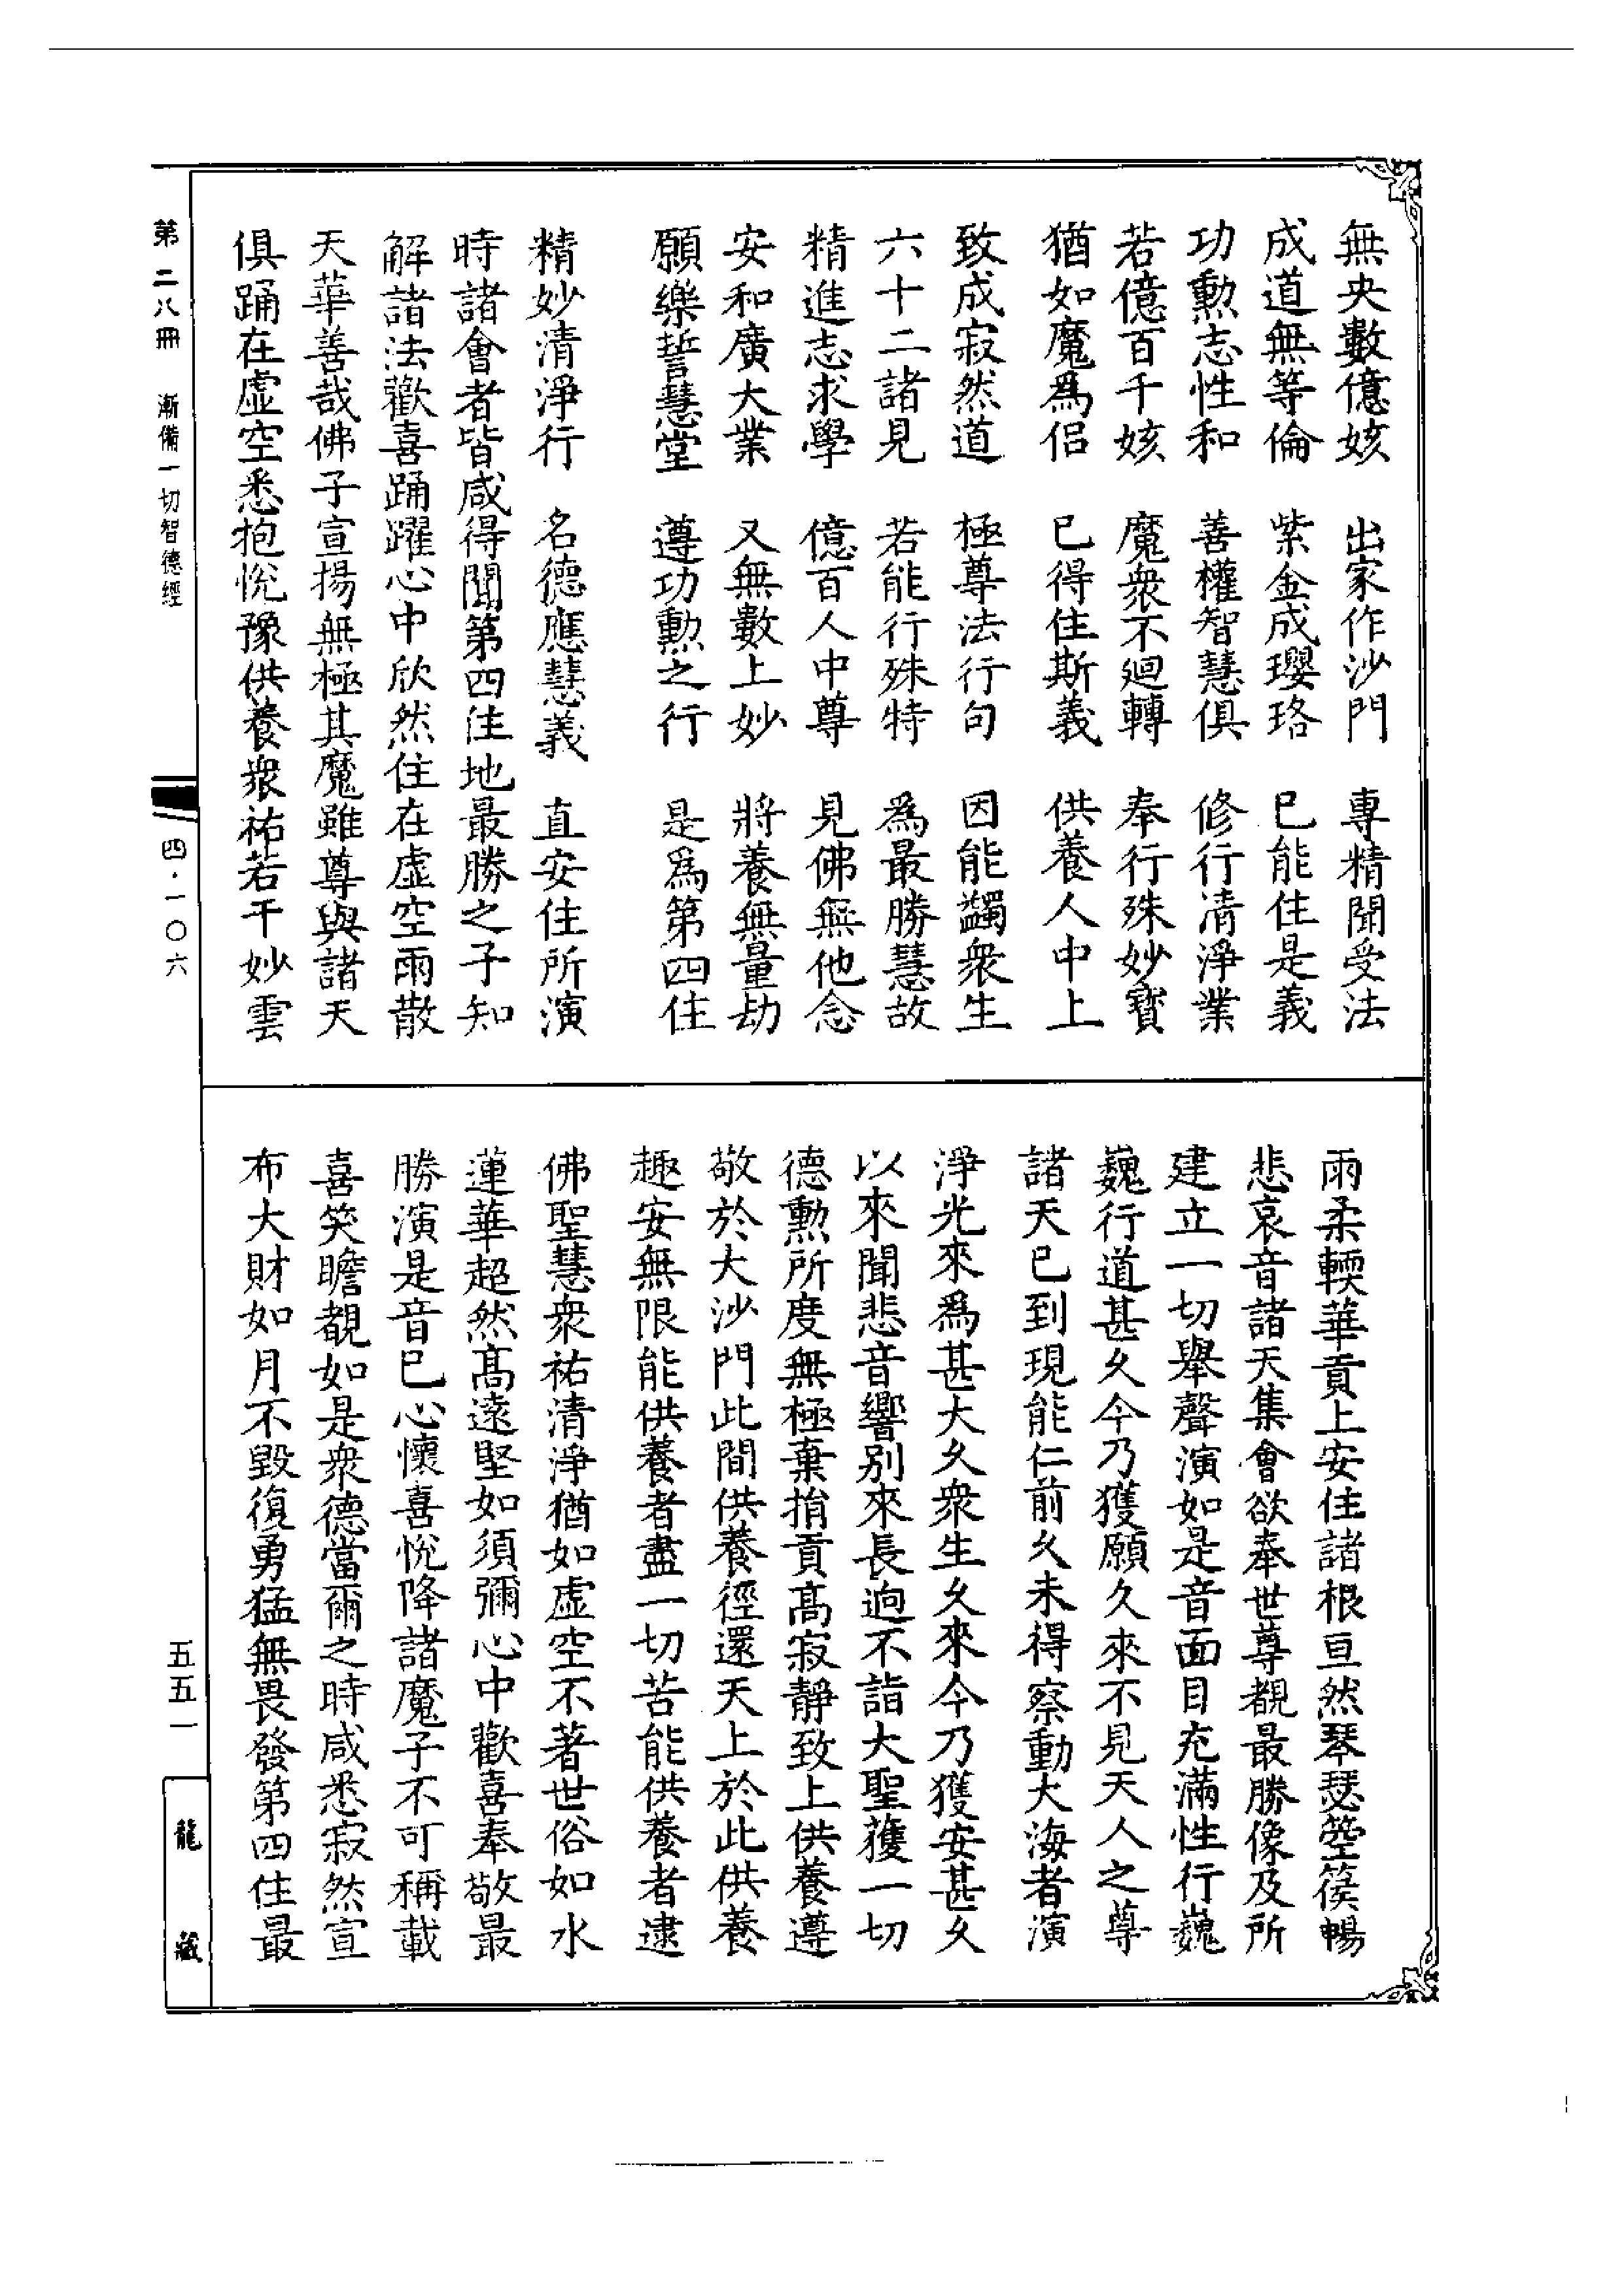 無央數億姟　出家作沙門　專精聞受法
成道無等倫　紫金成瓔珞　已能住是義
功勲志性和　善權智慧俱　修行清淨業
若億百千姟　魔衆不廻轉　奉行殊妙寳
猶如魔爲侣　已得住斯義　供養人中上
致成寂然道　極尊法行句　因能蠲衆生
六十二諸見　若能行殊特　爲最勝慧故
精進志求學　億百人中尊　見佛無他念
安和廣大業　又無數上妙　將養無量劫
願樂誓慧堂　遵功勲之行　是爲第四住
精妙清淨行　名德應慧義　直安住所演
時諸會者皆咸得聞第四住地最勝之子知
解諸法歡喜踊躍心中欣然住在虛空雨散
天華善哉佛子宣揚無極其魔雖尊與諸天
俱踊在虛空悉抱悅豫供養衆祐若干妙雲
雨柔輭華貢上安住諸根亘然琴瑟箜篌暢
悲哀音諸天集會欲奉世尊覩最勝像及所
建立一切舉聲演如是音面目充滿性行巍
巍行道甚久今乃獲願久來不見天人之尊
諸天已到現能仁前久未得察動大海者演
淨光來爲甚大久衆生久來今乃獲安甚久
以來聞悲音響别來長逈不詣大聖蒦一切
德勲所度無極棄捐貢高寂靜致上供養遵
敬於大沙門此間供養徑還天上於此供養
趣安無限能供養者盡一切苦能供養者逮
佛聖慧衆祐清淨猶如虛空不著世俗如水
蓮華超然髙遠堅如須彌心中歡喜奉敬最
勝演是音已心懷喜悅降諸魔子不可稱載
喜笑瞻覩如是衆德當爾之時咸悉寂然宣
布大財如月不毀復勇猛無畏發第四住最
第二八冊　漸備一切智德經
四·一〇六
五五一
龍藏